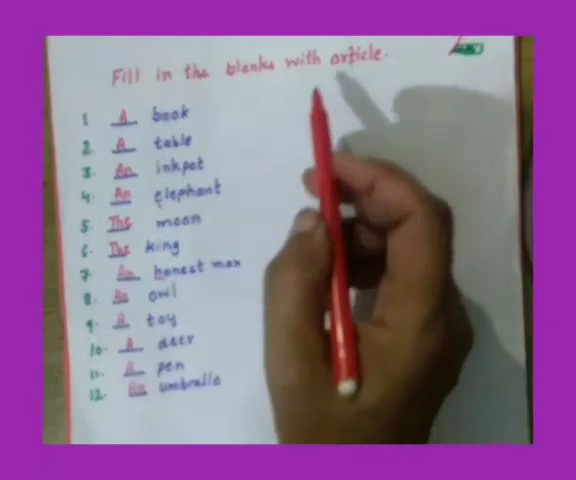 Fill in the blanks with article.
1 A book
2. A table
3. An inkpot
4. An elephant
5. The moon
6. The king
7. An honest man
8. An owl
9. A toy
10. A deer
11. A pen
12. An umbrella